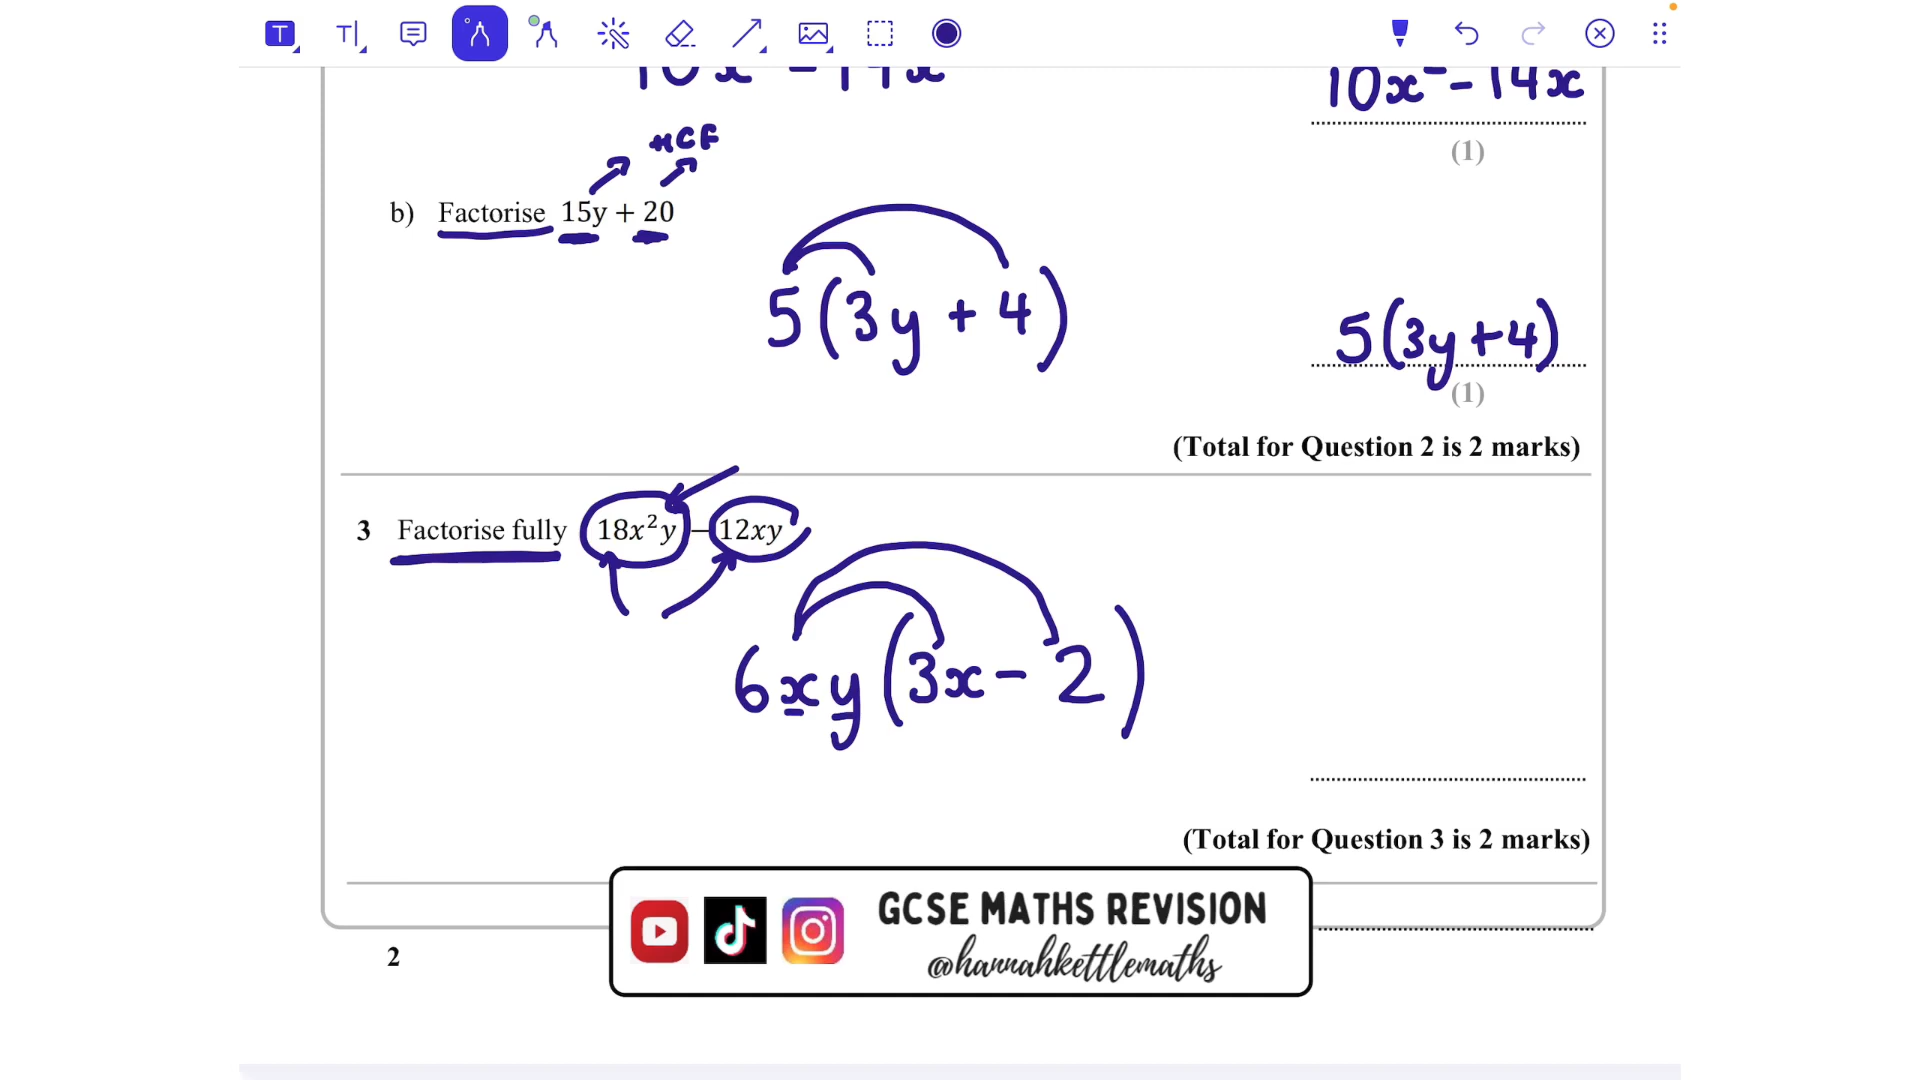 T T|
10x² - 14x 10x² - 14x
(1)
HCF
b) Factorise 15y + 20
5(3y + 4)
5(3y+4)
(1)
(Total for Question 2 is 2 marks)
3 Factorise fully 18x²y − 12xy
6xy(3x - 2)
(Total for Question 3 is 2 marks)
GCSE MATHS REVISION
@hannahkettlemaths
2